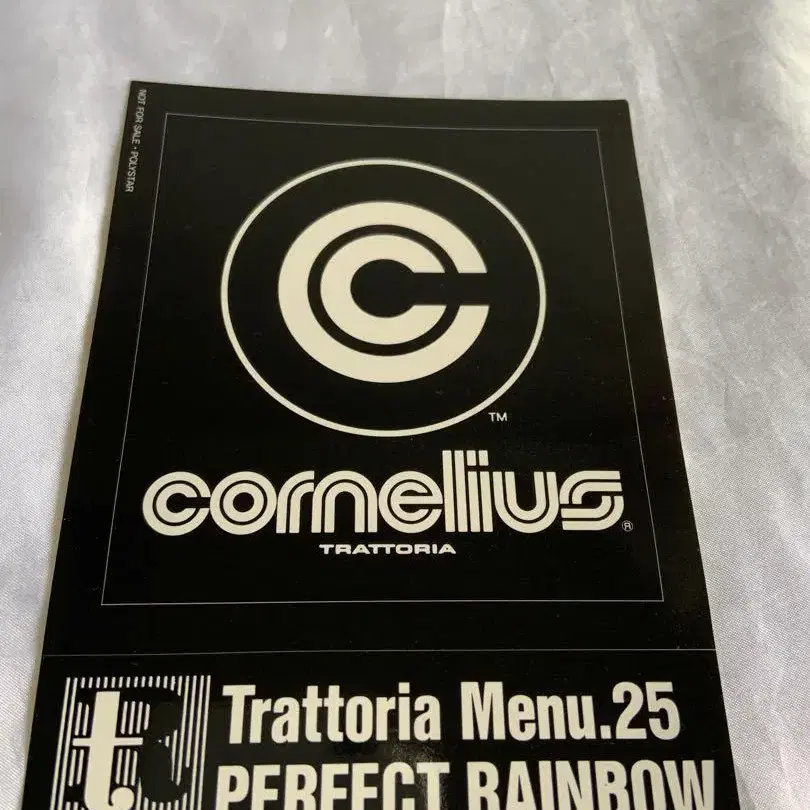 NOT FOR SALE • POLYSTAR
C
TM
cornelius®
TRATTORIA
t
Trattoria Menu.25
PERFECT RAINBOW